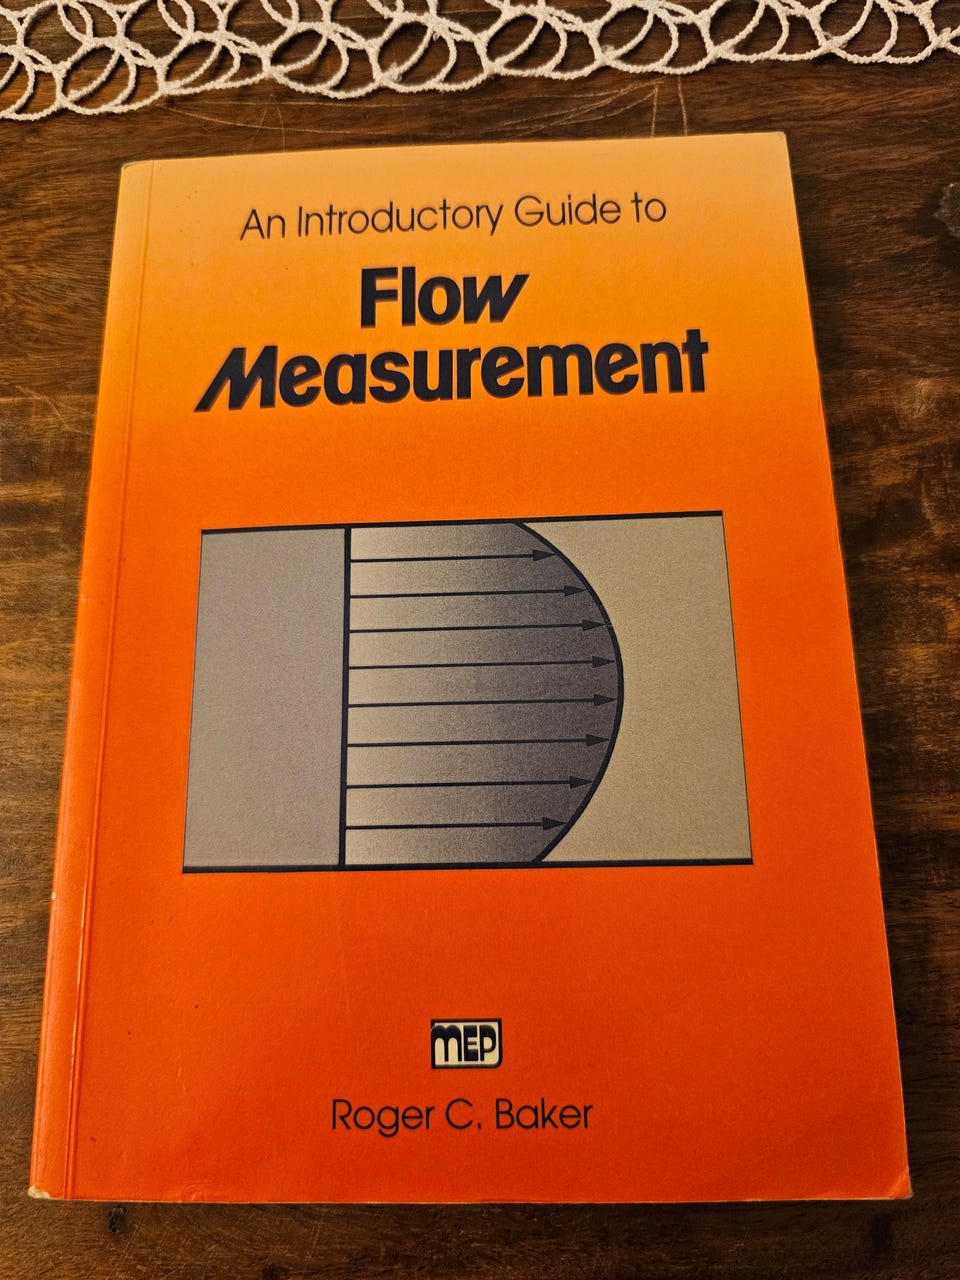 An Introductory Guide to
Flow
Measurement
MEP
Roger C. Baker